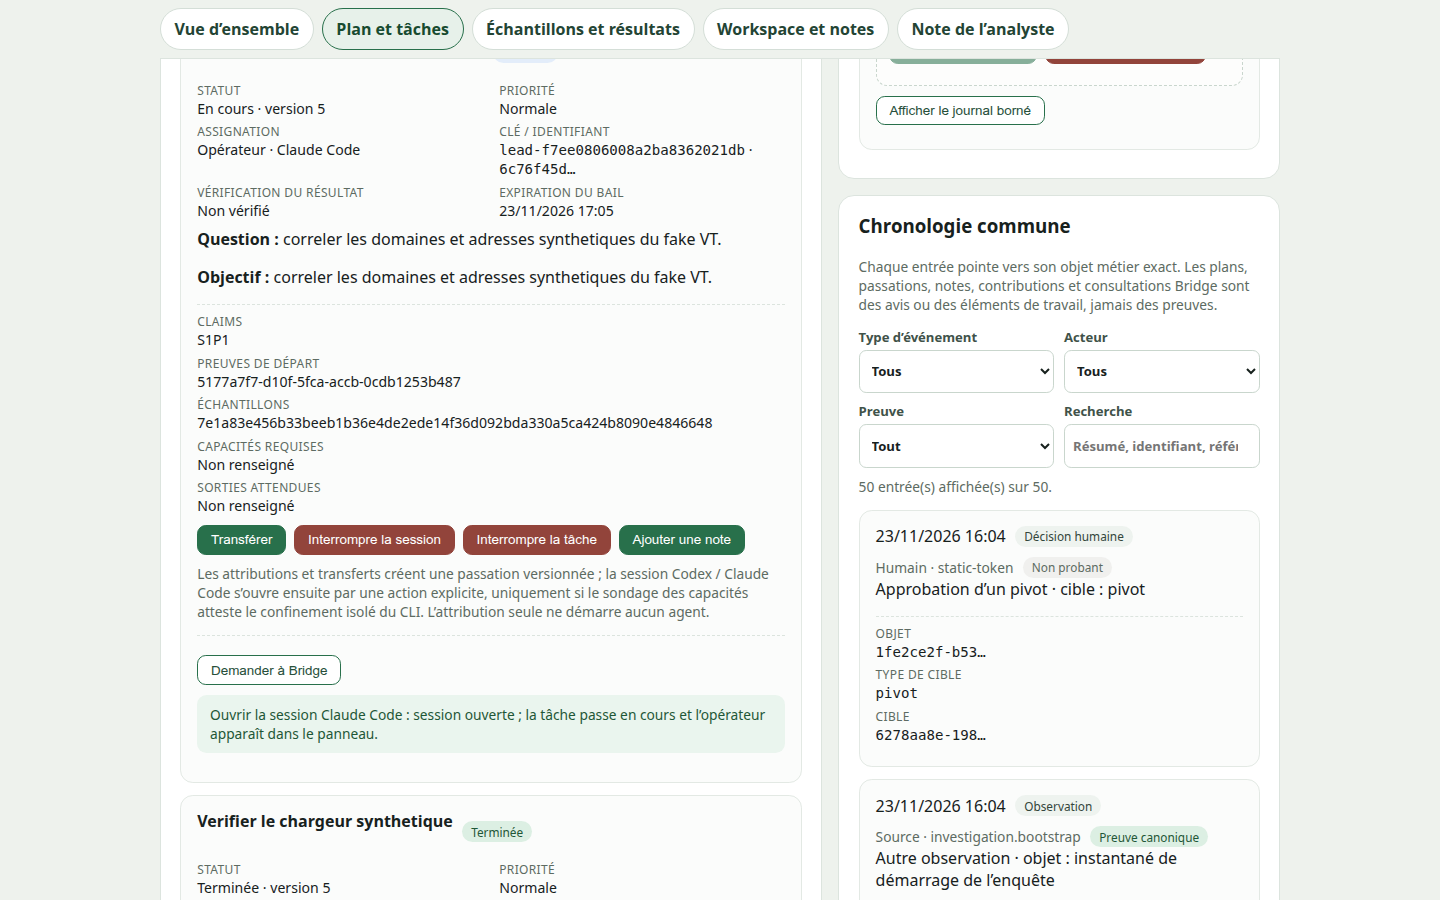 Vue d’ensemble
Plan et tâches
Échantillons et résultats
Workspace et notes
Note de l’analyste
STATUT
En cours · version 5
PRIORITÉ
Normale
ASSIGNATION
Opérateur · Claude Code
CLÉ / IDENTIFIANT
lead-f7ee0806008a2ba8362021db ·
6c76f45d…
VÉRIFICATION DU RÉSULTAT
Non vérifié
EXPIRATION DU BAIL
23/11/2026 17:05
Question : correler les domaines et adresses synthetiques du fake VT.
Objectif : correler les domaines et adresses synthetiques du fake VT.
CLAIMS
S1P1
PREUVES DE DÉPART
5177a7f7-d10f-5fca-accb-0cdb1253b487
ÉCHANTILLONS
7e1a83e456b33beeb1b36e4de2ede14f36d092bda330a5ca424b8090e4846648
CAPACITÉS REQUISES
Non renseigné
SORTIES ATTENDUES
Non renseigné
Transférer
Interrompre la session
Interrompre la tâche
Ajouter une note
Les attributions et transferts créent une passation versionnée ; la session Codex / Claude
Code s’ouvre ensuite par une action explicite, uniquement si le sondage des capacités
atteste le confinement isolé du CLI. L’attribution seule ne démarre aucun agent.
Demander à Bridge
Ouvrir la session Claude Code : session ouverte ; la tâche passe en cours et l’opérateur
apparaît dans le panneau.
Verifier le chargeur synthetique
Terminée
STATUT
Terminée · version 5
PRIORITÉ
Normale
Afficher le journal borné
Chronologie commune
Chaque entrée pointe vers son objet métier exact. Les plans,
passations, notes, contributions et consultations Bridge sont
des avis ou des éléments de travail, jamais des preuves.
Type d’événement
Tous
Acteur
Tous
Preuve
Tout
Recherche
Résumé, identifiant, référ
50 entrée(s) affichée(s) sur 50.
23/11/2026 16:04
Décision humaine
Humain · static-token
Non probant
Approbation d’un pivot · cible : pivot
OBJET
1fe2ce2f-b53…
TYPE DE CIBLE
pivot
CIBLE
6278aa8e-198…
23/11/2026 16:04
Observation
Source · investigation.bootstrap
Preuve canonique
Autre observation · objet : instantané de
démarrage de l’enquête